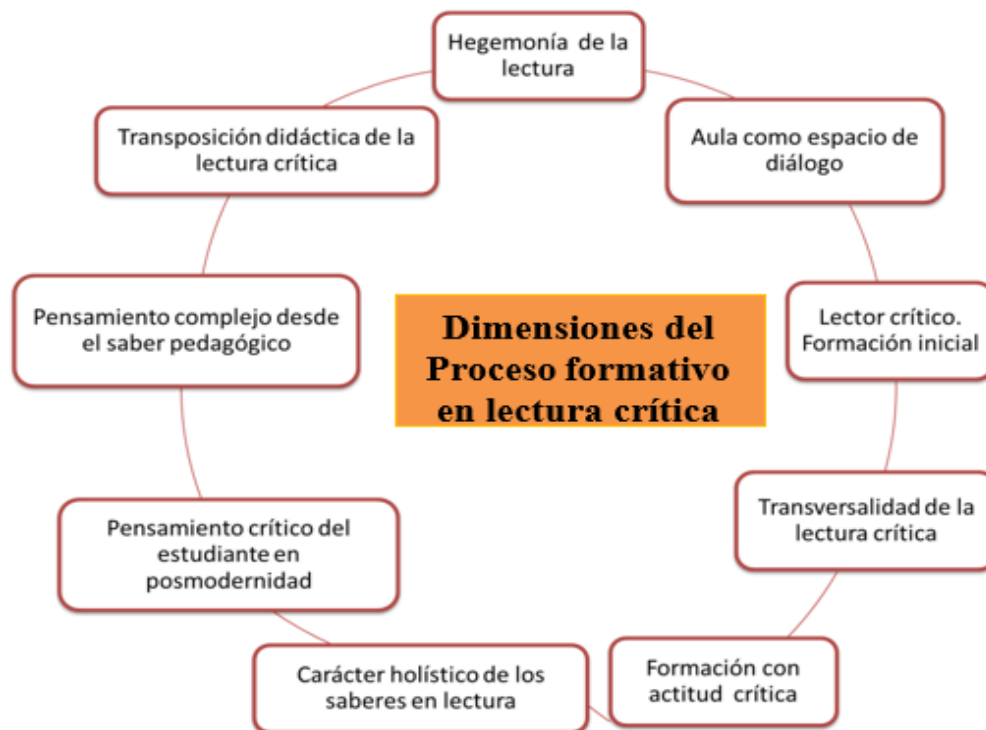 Hegemonía de la
lectura
Aula como espacio de
diálogo
Lector crítico.
Formación inicial
Transversalidad de la
lectura crítica
Formación con
actitud crítica
Carácter holístico de los
saberes en lectura
Pensamiento crítico del
estudiante en
posmodernidad
Pensamiento complejo desde
el saber pedagógico
Transposición didáctica de la
lectura crítica
Dimensiones del
Proceso formativo
en lectura crítica